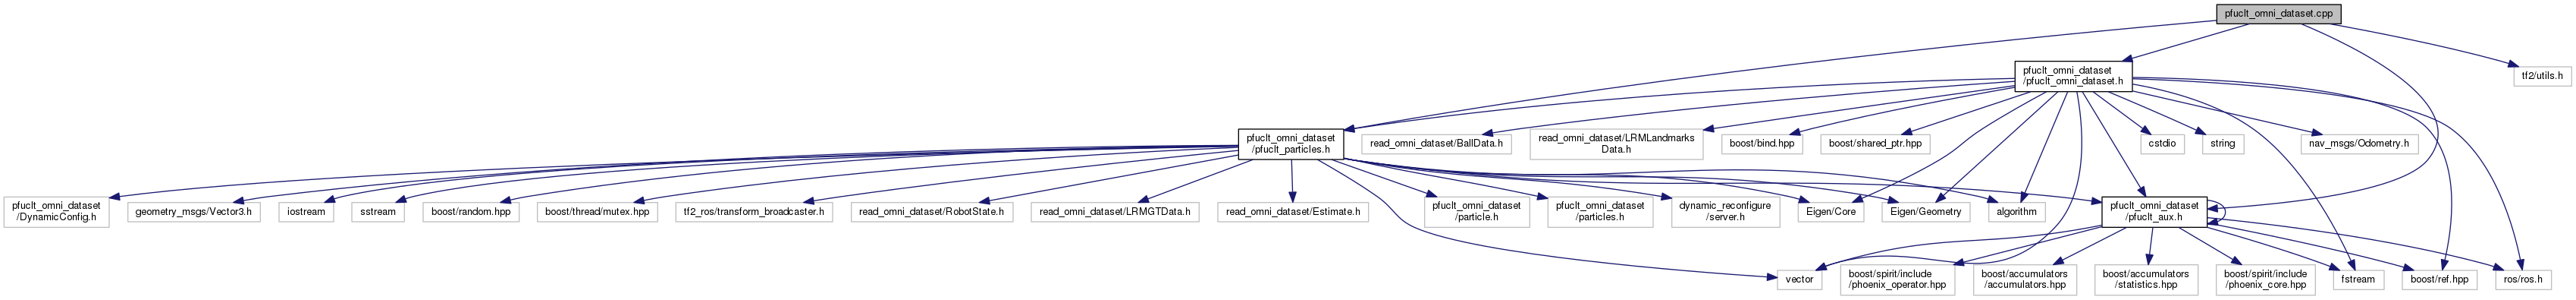 pfuclt_omni_dataset.cpp
pfuclt_omni_dataset
/pfuclt_omni_dataset.h
tf2/utils.h
pfuclt_omni_dataset
/pfuclt_particles.h
read_omni_dataset/BallData.h
read_omni_dataset/LRMLandmarks
Data.h
boost/bind.hpp
boost/shared_ptr.hpp
cstdio
string
nav_msgs/Odometry.h
pfuclt_omni_dataset
/DynamicConfig.h
geometry_msgs/Vector3.h
iostream
sstream
boost/random.hpp
boost/thread/mutex.hpp
tf2_ros/transform_broadcaster.h
read_omni_dataset/RobotState.h
read_omni_dataset/LRMGTData.h
read_omni_dataset/Estimate.h
pfuclt_omni_dataset
/particle.h
pfuclt_omni_dataset
/particles.h
dynamic_reconfigure
/server.h
Eigen/Core
Eigen/Geometry
algorithm
pfuclt_omni_dataset
/pfuclt_aux.h
vector
boost/spirit/include
/phoenix_operator.hpp
boost/accumulators
/accumulators.hpp
boost/accumulators
/statistics.hpp
boost/spirit/include
/phoenix_core.hpp
fstream
boost/ref.hpp
ros/ros.h